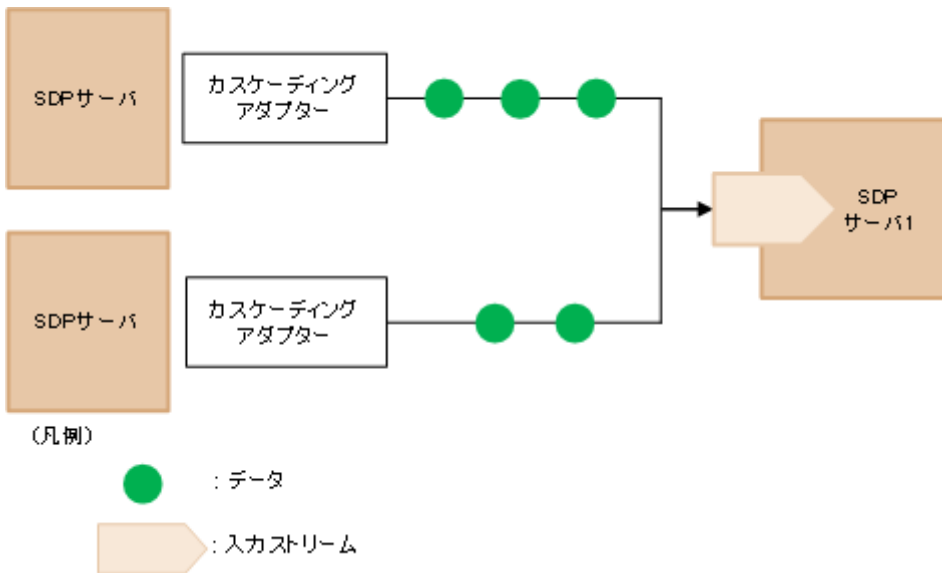 SDPサーバ
カスケーディング
アダプター
SDP
サーバ1
SDPサーバ
カスケーディング
アダプター
(凡例)
：データ
：入力ストリーム